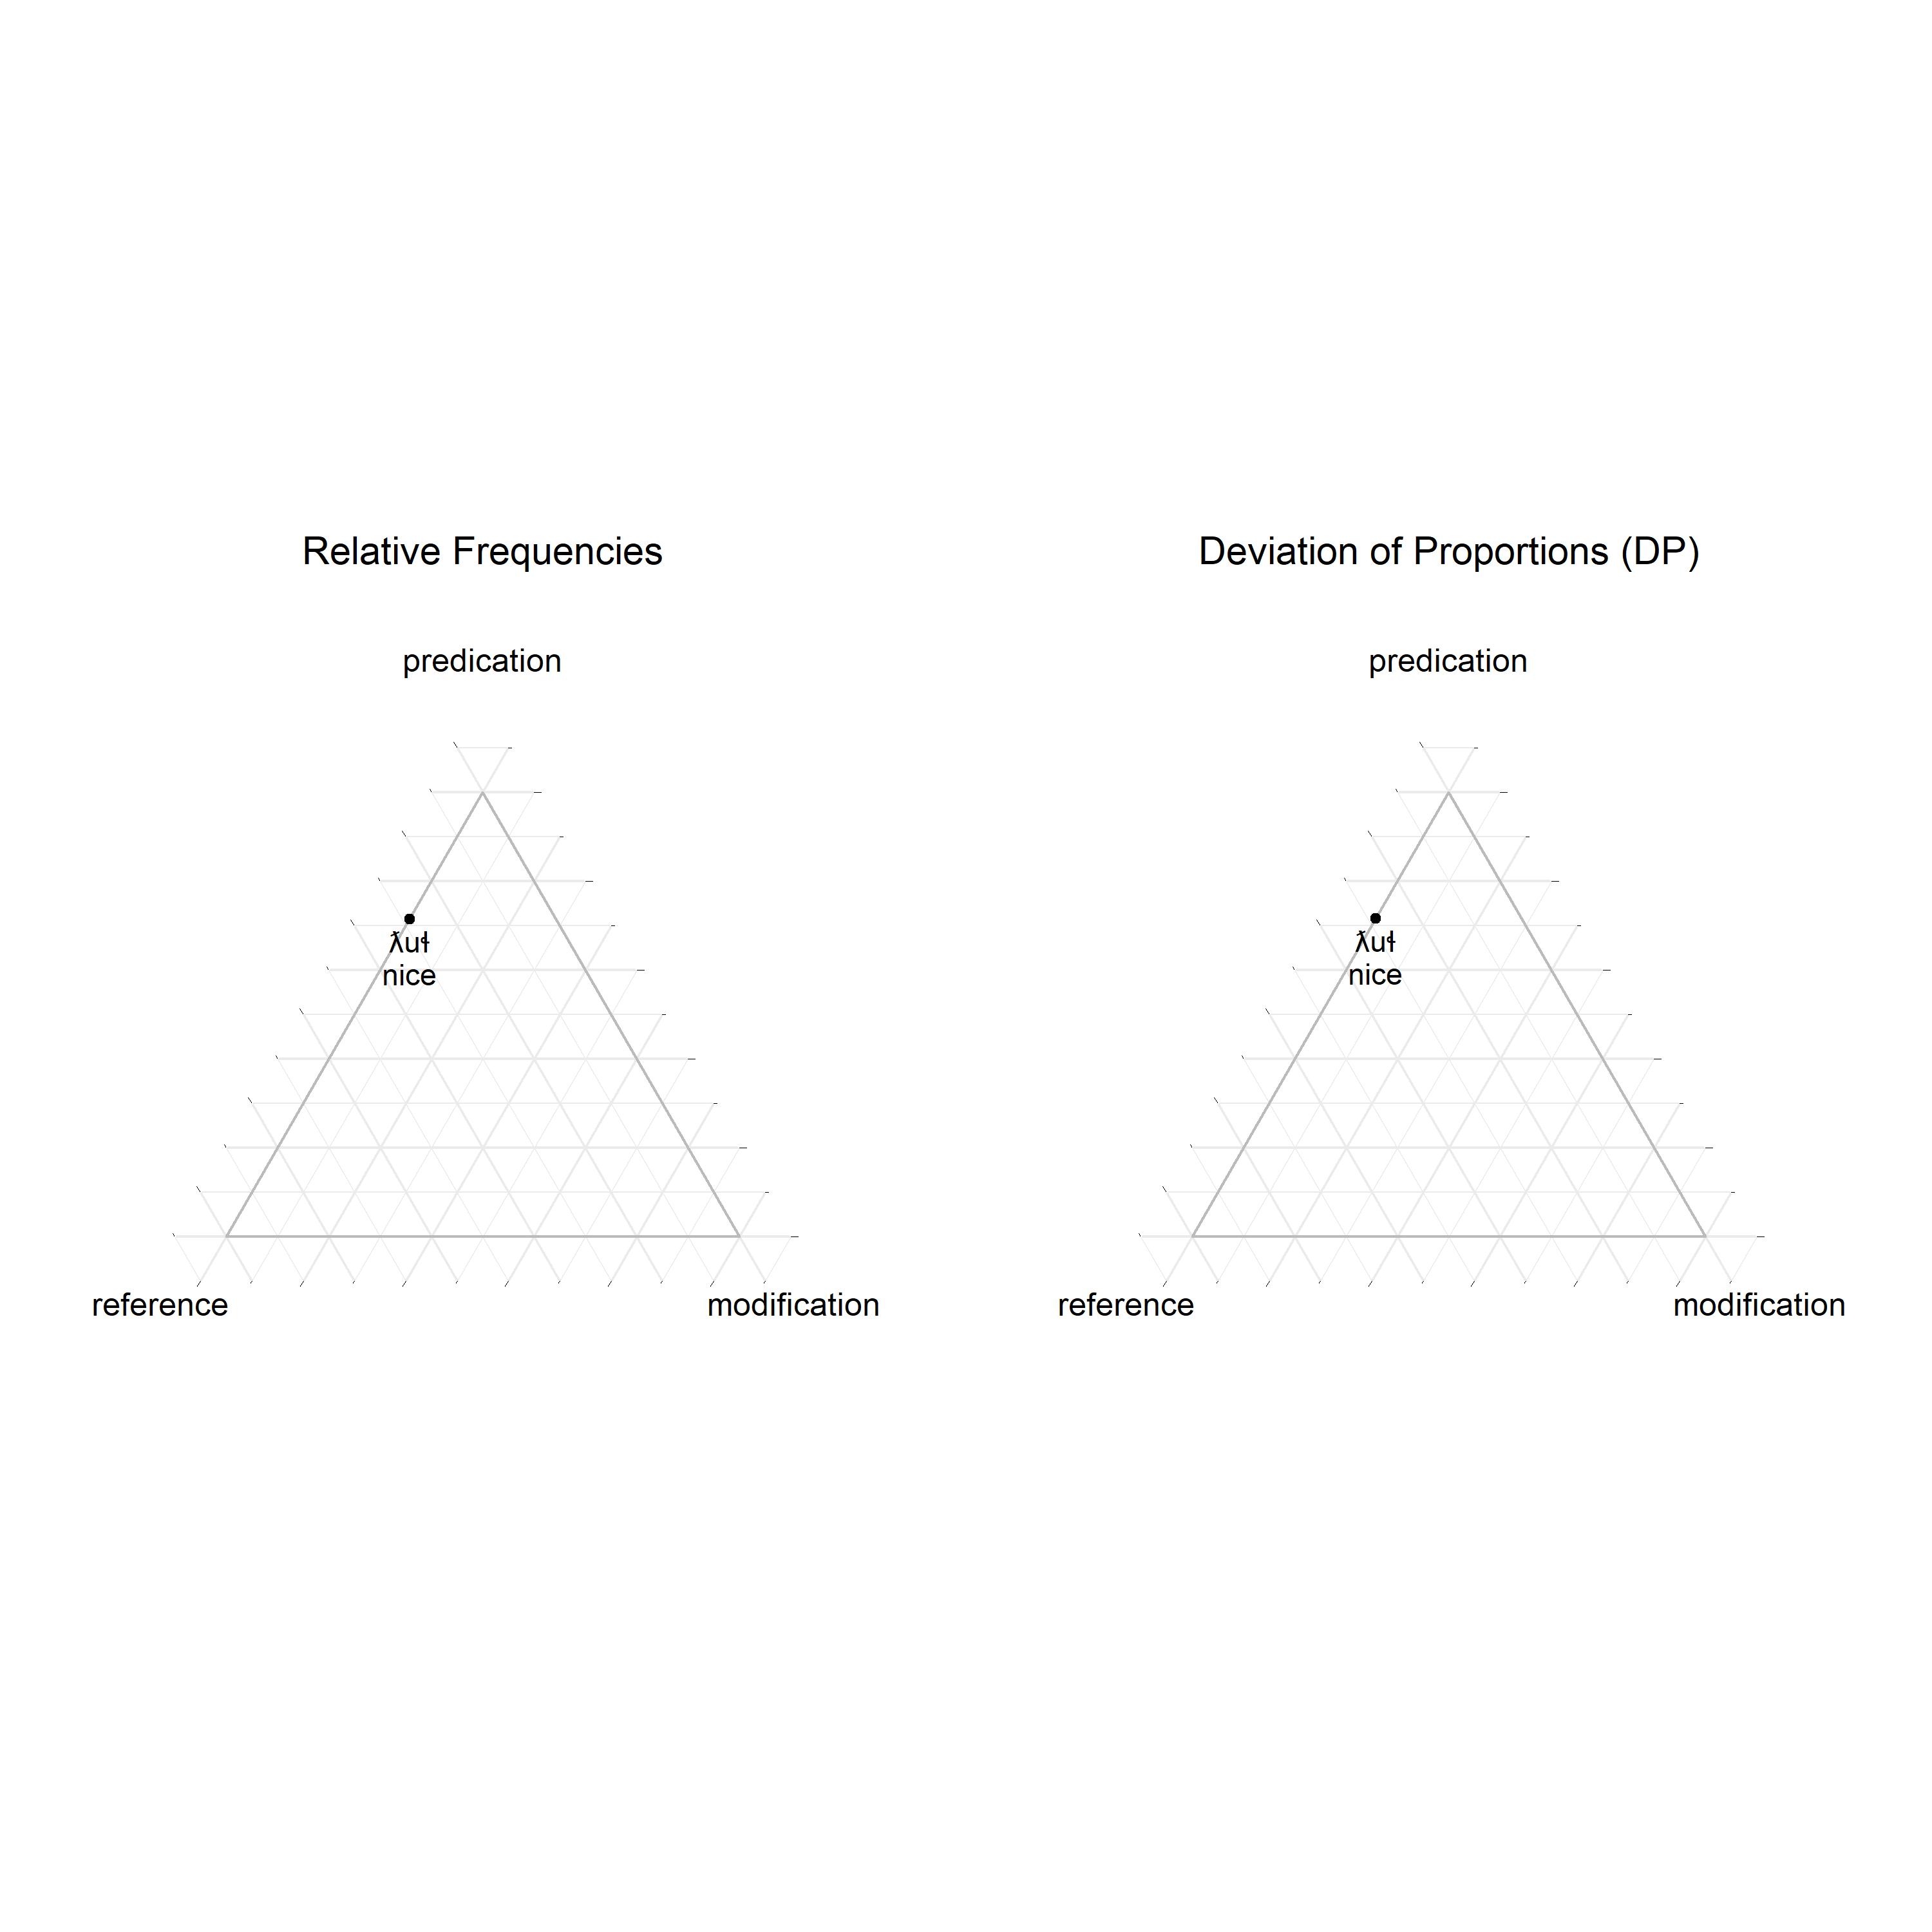 Relative Frequencies
predication
ƛuɬ
nice
reference
modification
Deviation of Proportions (DP)
predication
ƛuɬ
nice
reference
modification